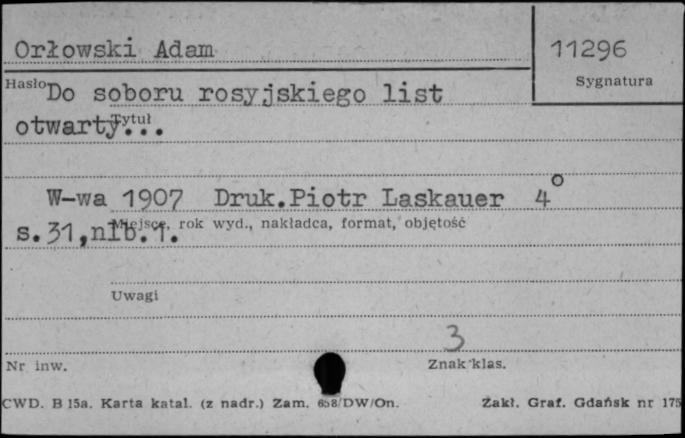 Orłowski Adam
11296
Hasło
Sygnatura
Do soboru rosyjskiego list
otwarty...
Tytuł
W-wa 1907 Druk.Piotr Laskauer 4°
s.31,nlb.1.
Miejsce, rok wyd., nakładca, format, objętość
Uwagi
3
Nr inw.
Znak klas.
CWD. B 15a. Karta katal. (z nadr.) Zam. 658/DW/On.
Zakł. Graf. Gdańsk nr 175